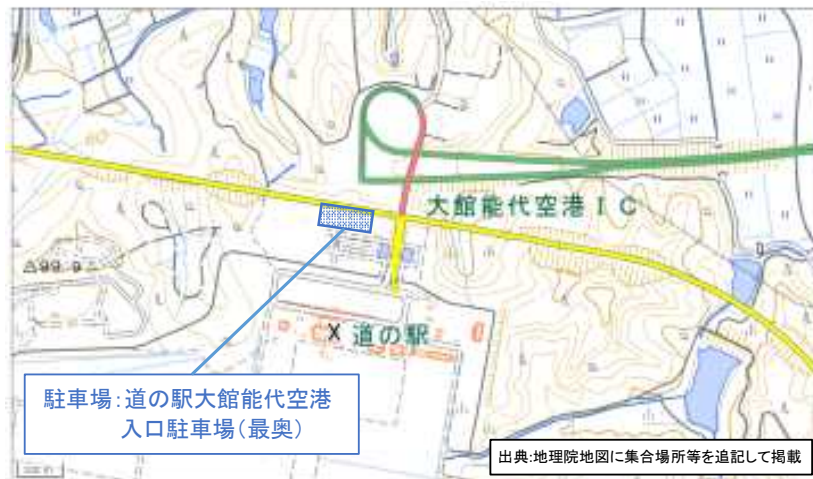 大館能代空港IC
99.9
X 道の駅
駐車場:道の駅大館能代空港
入口駐車場(最奥)
出典:地理院地図に集合場所等を追記して掲載